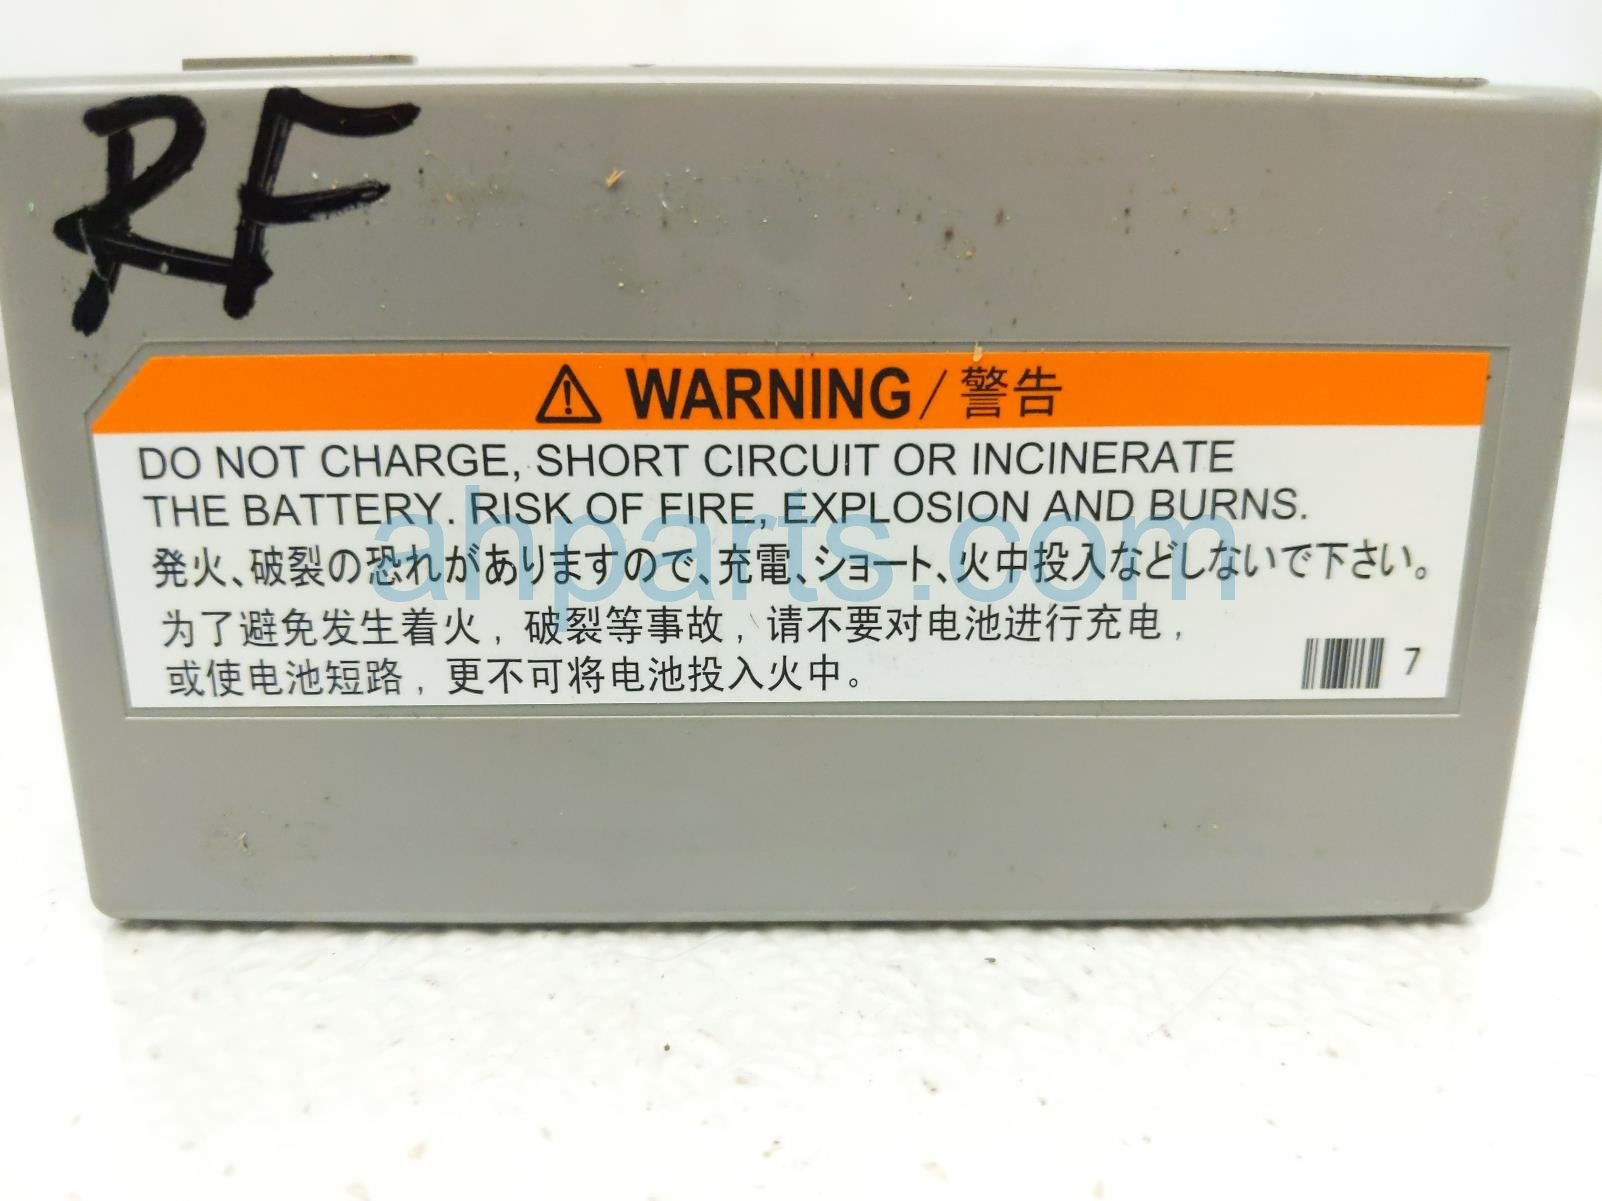 RF
WARNING/警告
DO NOT CHARGE, SHORT CIRCUIT OR INCINERATE
THE BATTERY. RISK OF FIRE, EXPLOSION AND BURNS.
発火、破裂の恐れがありますので、充電、ショート、火中投入などしないで下さい。
为了避免发生着火，破裂等事故，请不要对电池进行充电，
或使电池短路，更不可将电池投入火中。
7
ahparts.com